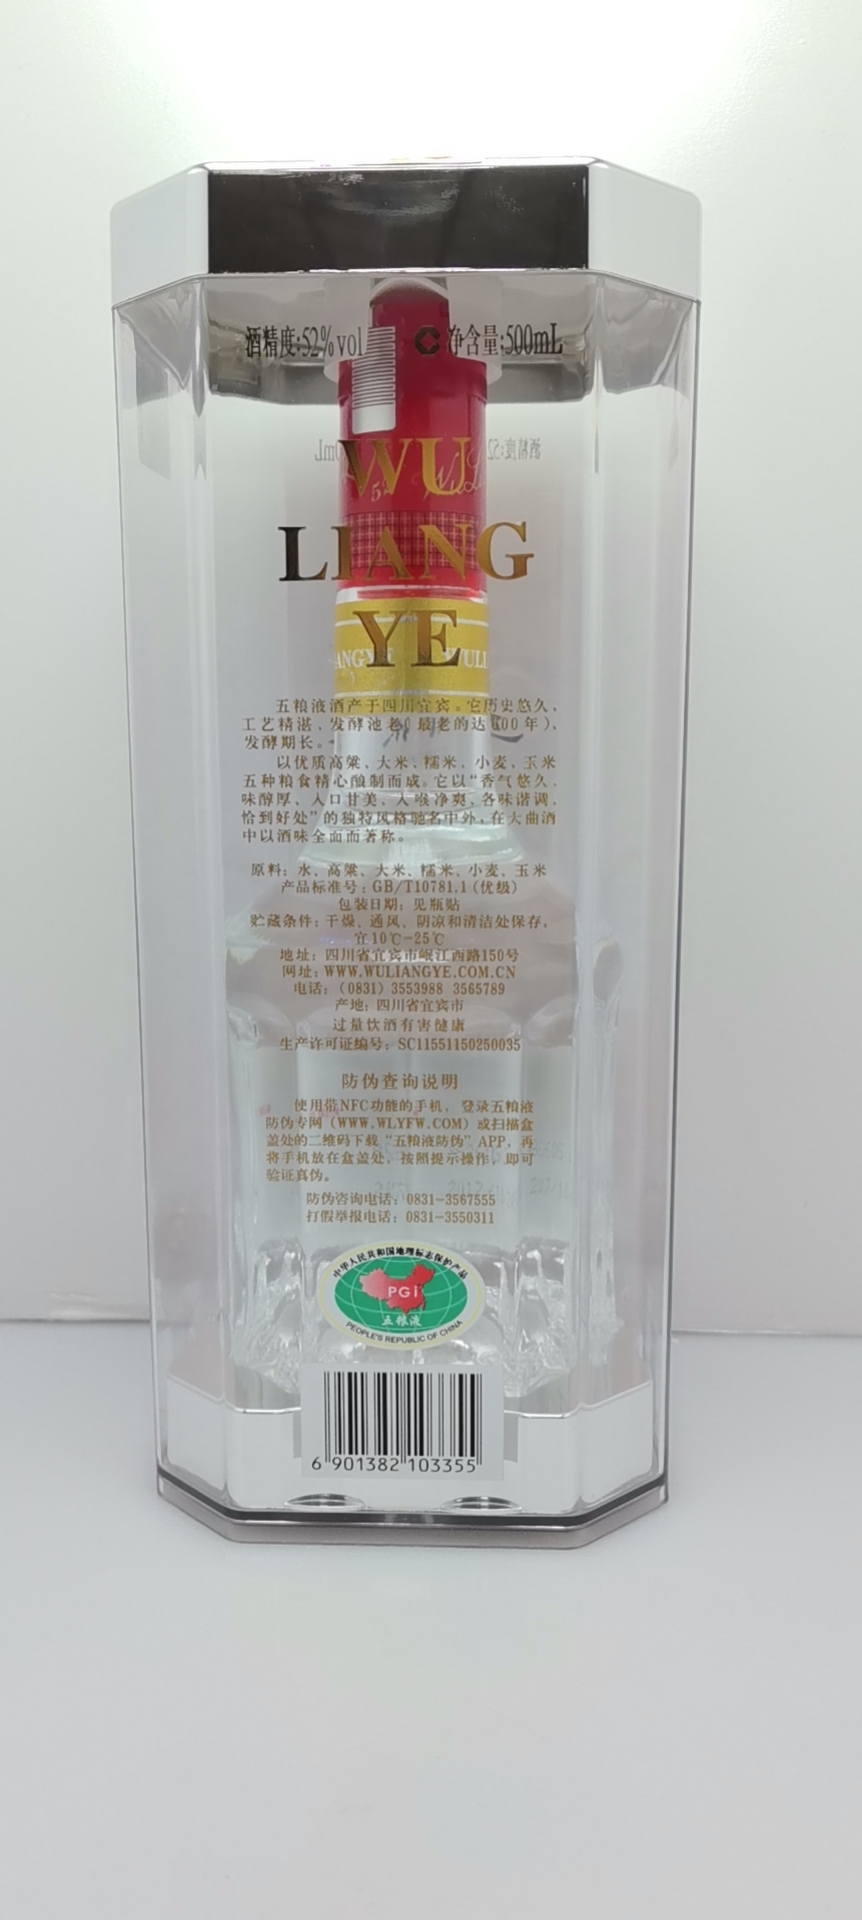 酒精度:52%vol 净含量:500mL
WU
LIANG
YE
五粮液酒产于四川宜宾。它历史悠久、
工艺精湛、发酵池老(最老的达600年)、
发酵期长。
以优质高粱、大米、糯米、小麦、玉米
五种粮食精心酿制而成。它以“香气悠久、
味醇厚、入口甘美、入喉净爽、各味谐调、
恰到好处”的独特风格驰名中外,在大曲酒
中以酒味全面而著称。
原料：水、高粱、大米、糯米、小麦、玉米
产品标准号：GB/T10781.1(优级)
包装日期：见瓶贴
贮藏条件：干燥、通风、阴凉和清洁处保存，
宜10℃-25℃
地址：四川省宜宾市岷江西路150号
网址：WWW.WULIANGYE.COM.CN
电话：(0831) 3553988 3565789
产地：四川省宜宾市
过量饮酒有害健康
生产许可证编号：SC11551150250035
防伪查询说明
使用带NFC功能的手机，登录五粮液
防伪专网(WWW.WLYFW.COM)或扫描盒
盖处的二维码下载“五粮液防伪”APP，再
将手机放在盒盖处，按照提示操作，即可
验证真伪。
防伪咨询电话：0831-3567555
打假举报电话：0831-3550311
中华人民共和国地理标志保护产品
PGI
五粮液
PEOPLE'S REPUBLIC OF CHINA
6 901382 103355